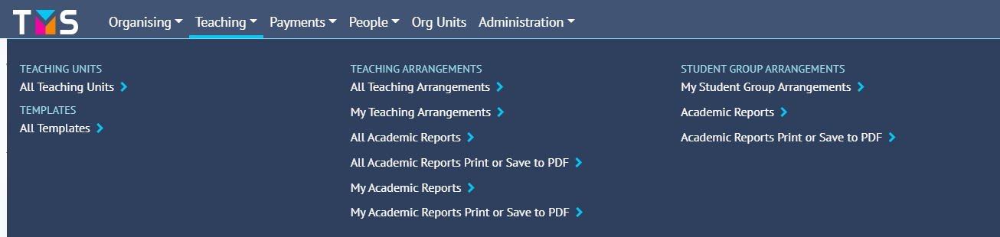 TMS Organising Teaching Payments People Org Units Administration
TEACHING UNITS
All Teaching Units
TEMPLATES
All Templates
TEACHING ARRANGEMENTS
All Teaching Arrangements
My Teaching Arrangements
All Academic Reports
All Academic Reports Print or Save to PDF
My Academic Reports
My Academic Reports Print or Save to PDF
STUDENT GROUP ARRANGEMENTS
My Student Group Arrangements
Academic Reports
Academic Reports Print or Save to PDF